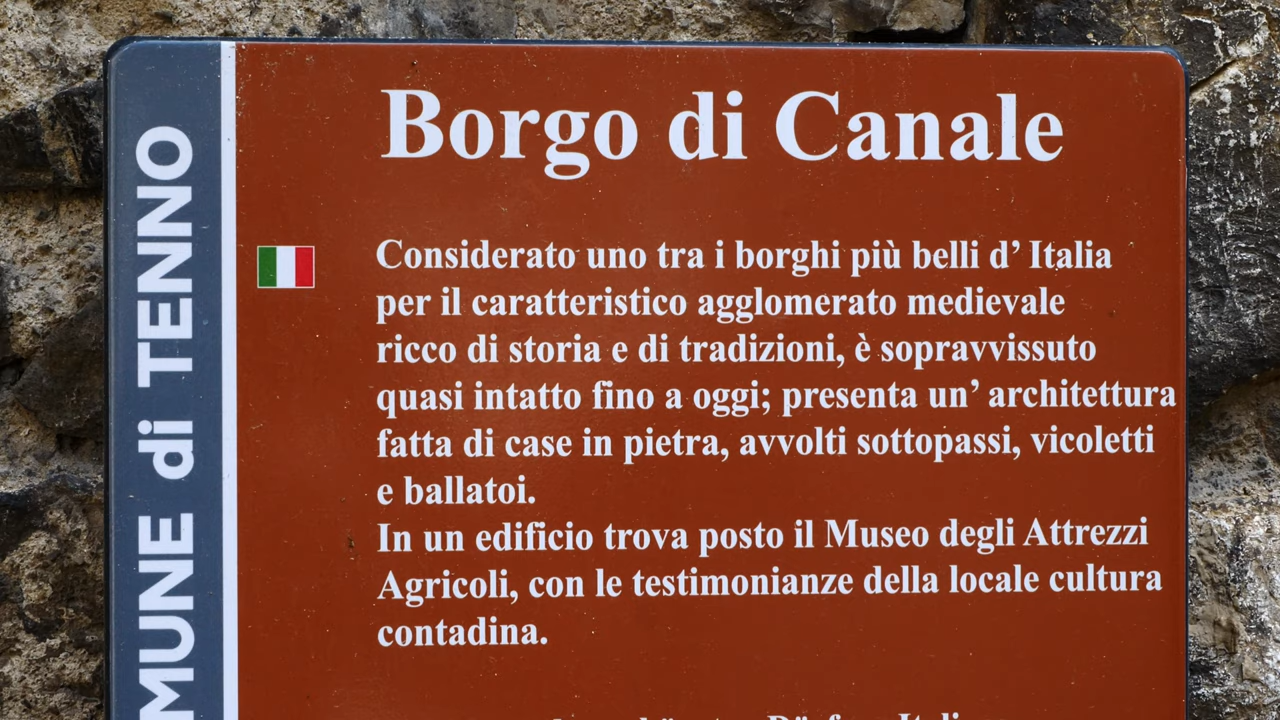 Borgo di Canale
Considerato uno tra i borghi più belli d’ Italia
per il caratteristico agglomerato medievale
ricco di storia e di tradizioni, è sopravvissuto
quasi intatto fino a oggi; presenta un’ architettura
fatta di case in pietra, avvolti sottopassi, vicoletti
e ballatoi.
In un edificio trova posto il Museo degli Attrezzi
Agricoli, con le testimonianze della locale cultura
contadina.
MUNE di TENNO